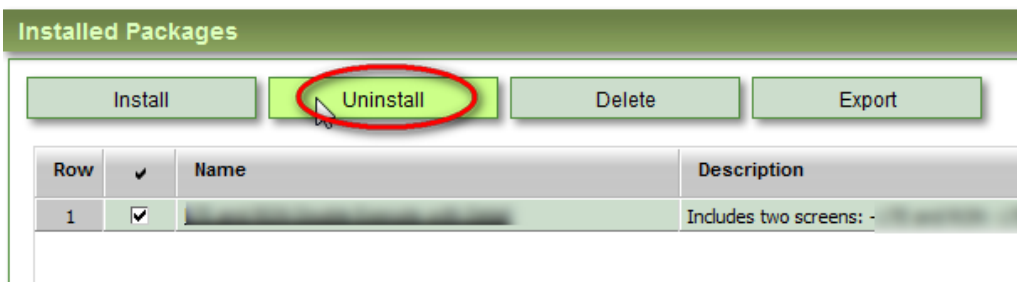 Installed Packages
Install Uninstall Delete Export
Row Name Description
1 Includes two screens: -